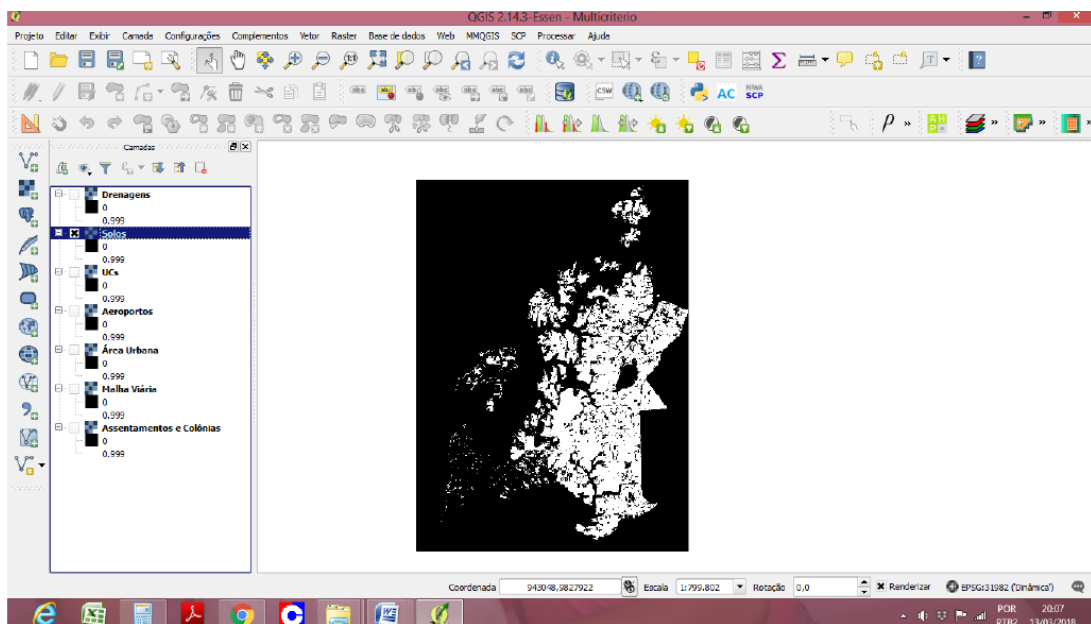 QGIS 2.14.3-Essen - Multicriterio
Projeto Editar Exibir Camada Configurações Complementos Vetor Raster Base de dados Web MMQGIS SCP Processar Ajuda
CSW
AC
SCP
Camadas
Drenagens
0
0.999
Solos
0
0.999
UCs
0
0.999
Aeroportos
0
0.999
Área Urbana
0
0.999
Malha Viária
0
0.999
Assentamentos e Colônias
0
0.999
Coordenada 943048,9827922 Escala 1:799.802 Rotação 0,0 Renderizar EPSG:31982 ('Dinâmica')
POR 20:07
PTB2 13/03/2018